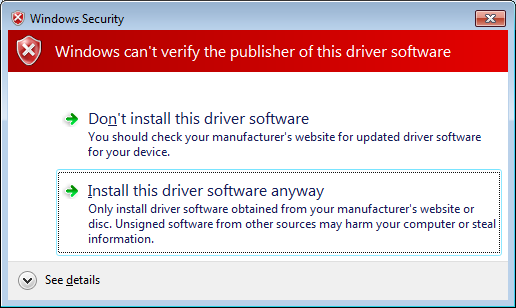 Windows Security
Windows can't verify the publisher of this driver software
Don't install this driver software
You should check your manufacturer's website for updated driver software
for your device.
Install this driver software anyway
Only install driver software obtained from your manufacturer's website or
disc. Unsigned software from other sources may harm your computer or steal
information.
See details